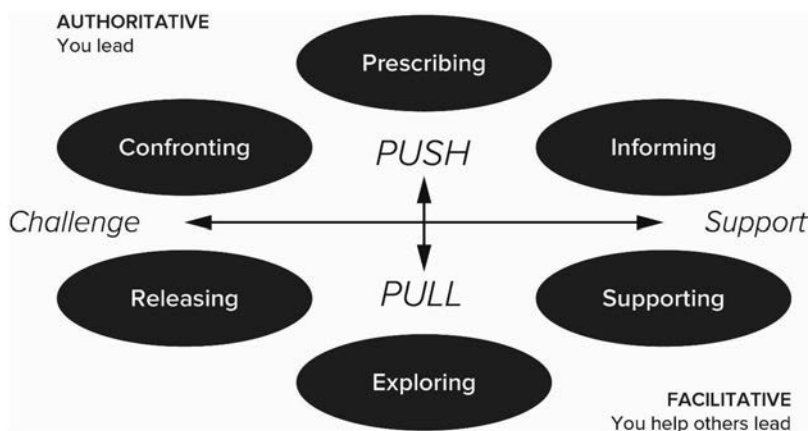 AUTHORITATIVE
You lead
Prescribing
Confronting
PUSH
Informing
Challenge
Support
Releasing
PULL
Supporting
Exploring
FACILITATIVE
You help others lead